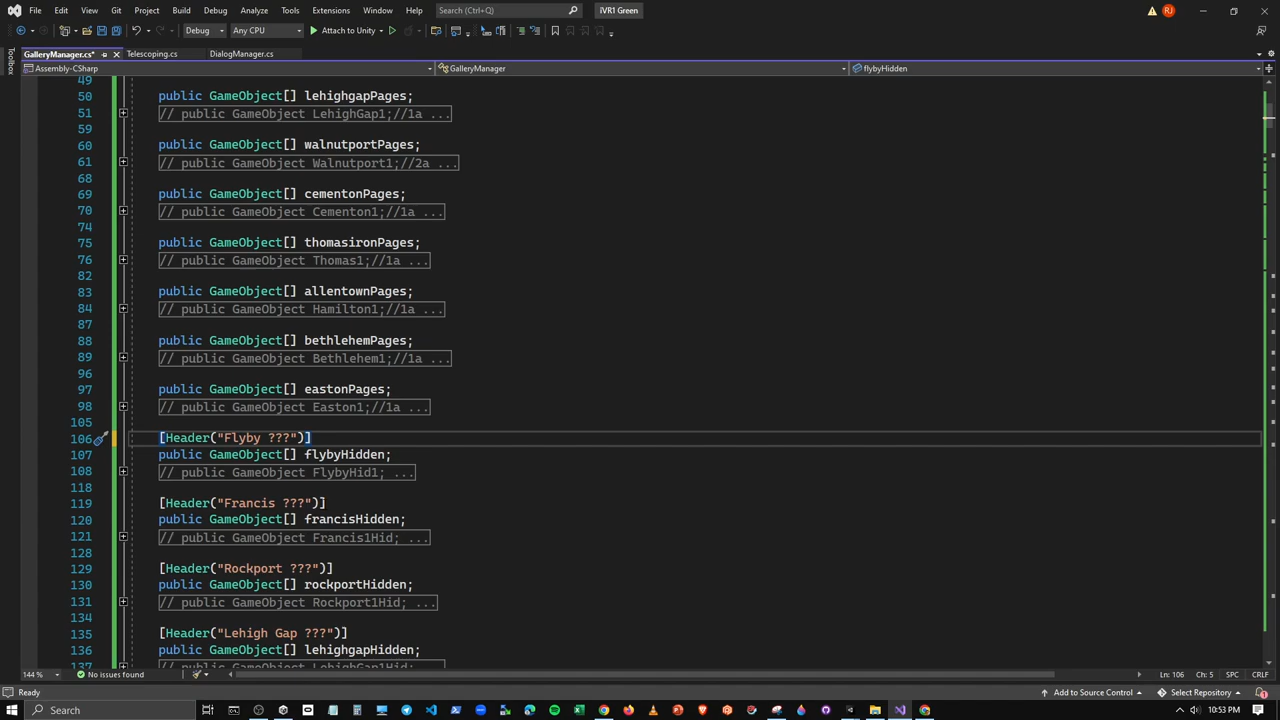 File Edit View Git Project Build Debug Test Analyze Tools Extensions Window Help Search (Ctrl+Q) iVR1 Green RJ
Debug Any CPU Attach to Unity
GalleryManager.cs* Telescoping.cs DialogManager.cs
Assembly-CSharp GalleryManager flybyHidden
Toolbox
49
50 public GameObject[] lehighgapPages;
51 // public GameObject LehighGap1;//1a ...
59
60 public GameObject[] walnutportPages;
61 // public GameObject Walnutport1;//2a ...
68
69 public GameObject[] cementonPages;
70 // public GameObject Cementon1;//1a ...
74
75 public GameObject[] thomasironPages;
76 // public GameObject Thomas1;//1a ...
82
83 public GameObject[] allentownPages;
84 // public GameObject Hamilton1;//1a ...
87
88 public GameObject[] bethlehemPages;
89 // public GameObject Bethlehem1;//1a ...
96
97 public GameObject[] eastonPages;
98 // public GameObject Easton1;//1a ...
105
106 [Header("Flyby ???")]
107 public GameObject[] flybyHidden;
108 // public GameObject FlybyHid1; ...
118
119 [Header("Francis ???")]
120 public GameObject[] francisHidden;
121 // public GameObject Francis1Hid; ...
128
129 [Header("Rockport ???")]
130 public GameObject[] rockportHidden;
131 // public GameObject Rockport1Hid; ...
134
135 [Header("Lehigh Gap ???")]
136 public GameObject[] lehighgapHidden;
137 // public GameObject LehighGap1Hid; ...
144 % No issues found Ln: 106 Ch: 5 SPC CRLF
Ready Add to Source Control Select Repository 1
Search 10:53 PM